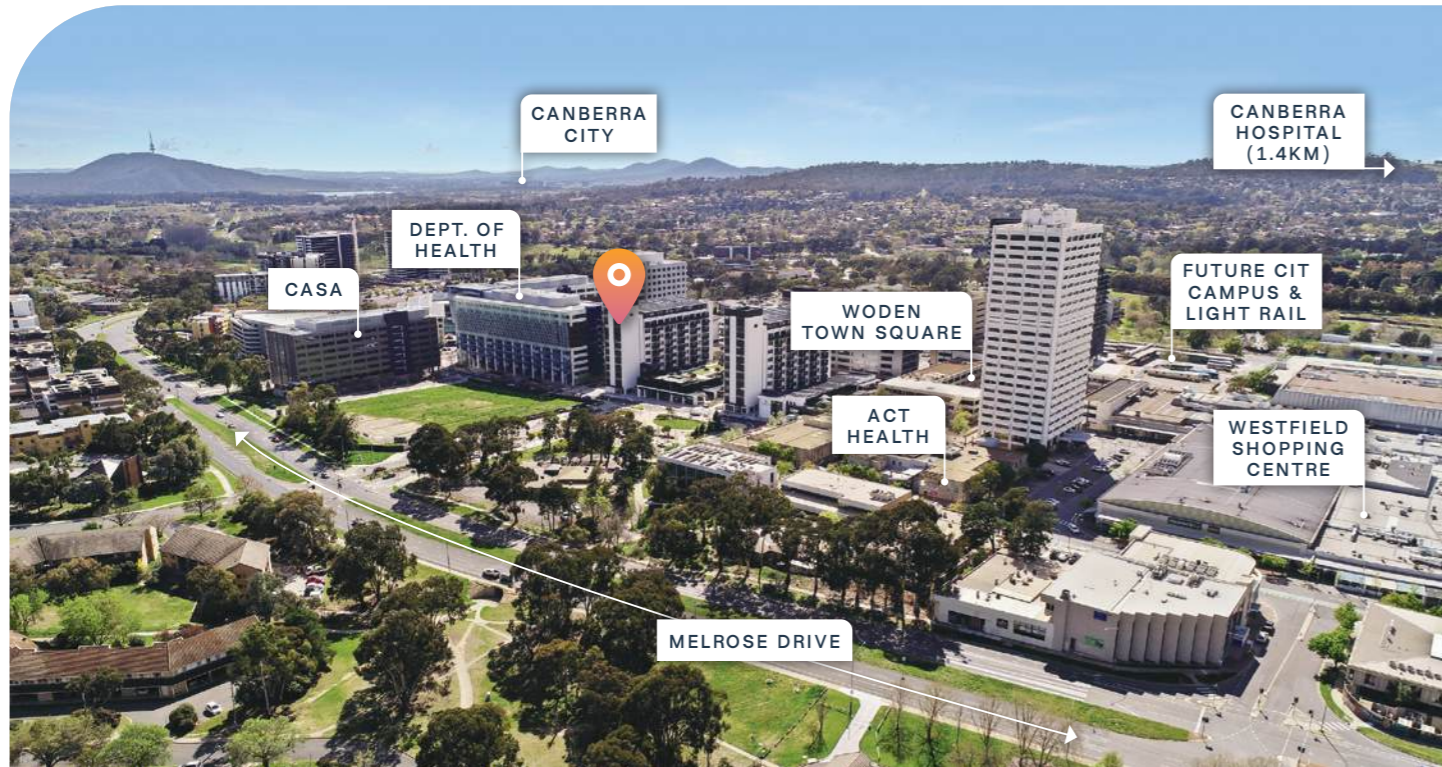 CANBERRA
CITY
CANBERRA
HOSPITAL
(1.4KM)
DEPT. OF
HEALTH
CASA
WODEN
TOWN SQUARE
FUTURE CIT
CAMPUS &
LIGHT RAIL
ACT
HEALTH
WESTFIELD
SHOPPING
CENTRE
MELROSE DRIVE